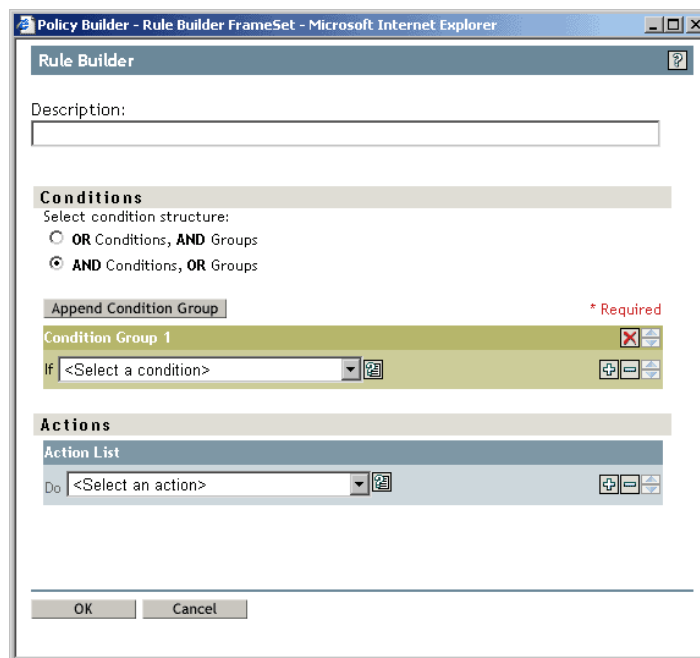 Policy Builder - Rule Builder FrameSet - Microsoft Internet Explorer
Rule Builder
?
Description:
Conditions
Select condition structure:
OR Conditions, AND Groups
AND Conditions, OR Groups
Append Condition Group
* Required
Condition Group 1
If <Select a condition>
Actions
Action List
Do <Select an action>
OK
Cancel